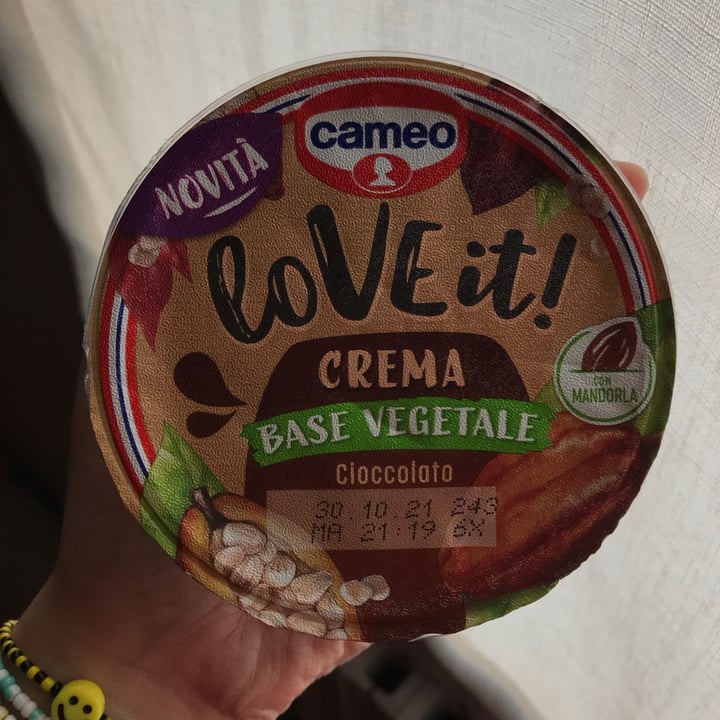 cameo
NOVITÀ
loVE it!
CREMA
BASE VEGETALE
Cioccolato
CON
MANDORLA
30.10.21 243
MA 21:19 6X